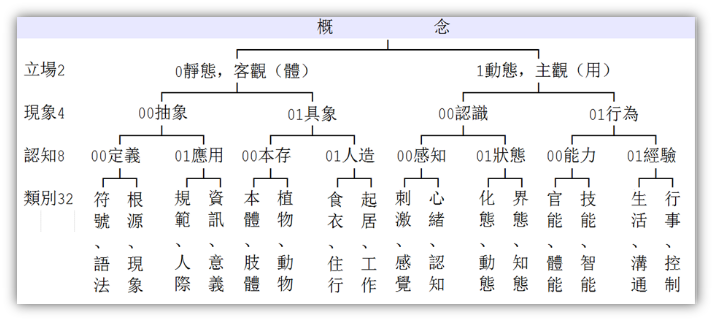 概 念
立場2 0靜態，客觀（體） 1動態，主觀（用）
現象4 00抽象 01具象 00認識 01行為
認知8 00定義 01應用 00本存 01人造 00感知 01狀態 00能力 01經驗
類別32 符號、語法 根源、現象 規範、人際 資訊、意義 本體、肢體 植物、動物 食衣、住行 起居、工作 刺激、感覺 心緒、認知 化態、動態 界態、知態 官能、體能 技能、智能 生活、溝通 行事、控制